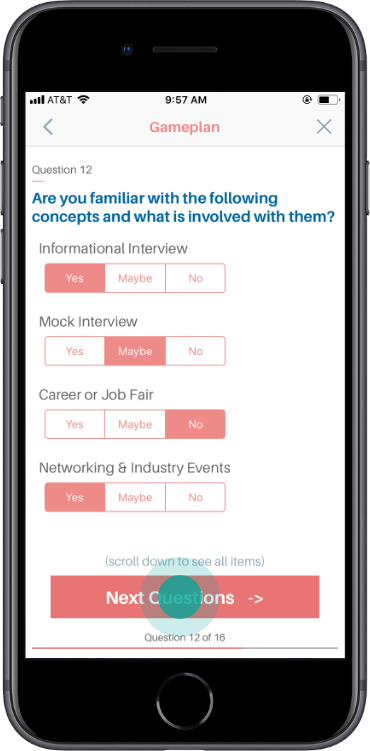 AT&T
9:57 AM
Gameplan
Question 12
Are you familiar with the following
concepts and what is involved with them?
Informational Interview
Yes Maybe No
Mock Interview
Yes Maybe No
Career or Job Fair
Yes Maybe No
Networking & Industry Events
Yes Maybe No
(scroll down to see all items)
Next Questions ->
Question 12 of 16